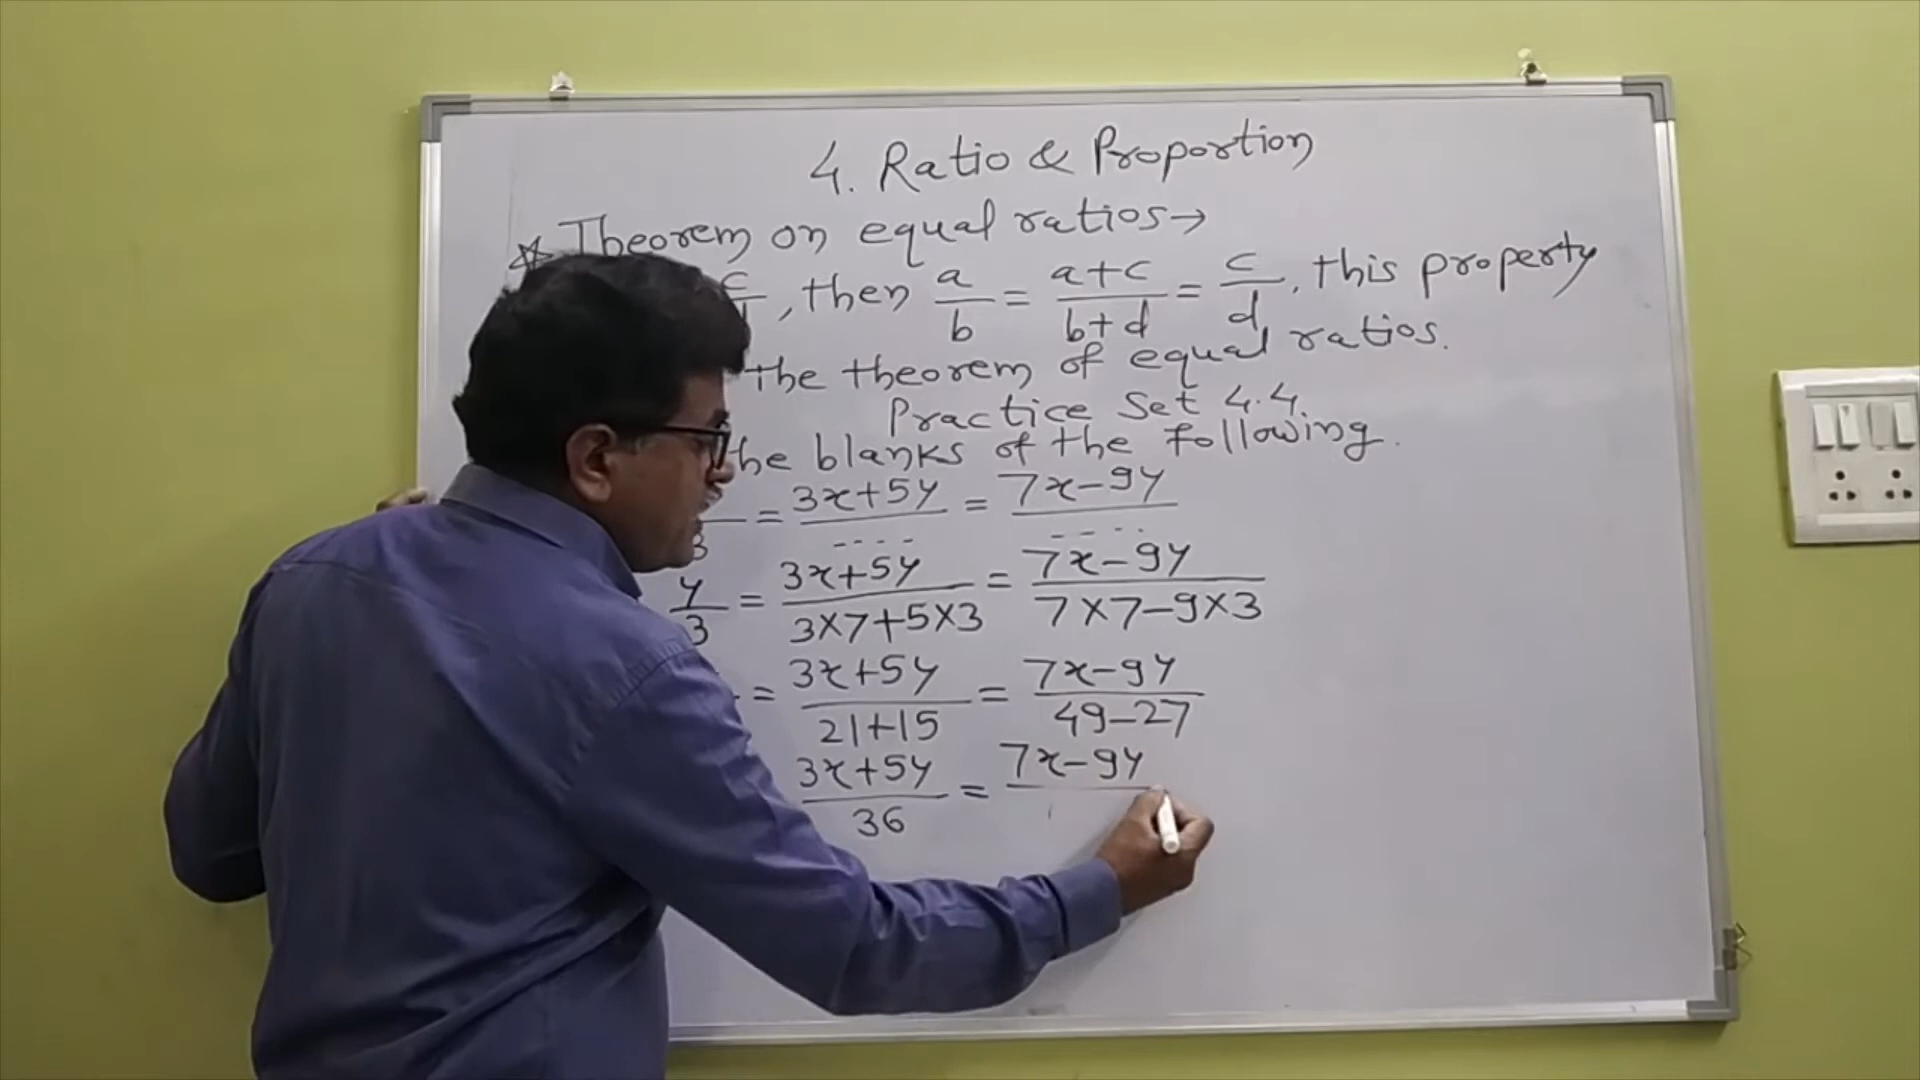 4. Ratio & Proportion
Theorem on equal ratios→
c/ , then a/b = a+c/b+d = c/d, this property
the theorem of equal ratios.
Practice Set 4.4
the blanks of the following.
/3 = 3x+5y/---- = 7x-9y/----
y/3 = 3x+5y/3×7+5×3 = 7x-9y/7×7-9×3
= 3x+5y/21+15 = 7x-9y/49-27
3x+5y/36 = 7x-9y/